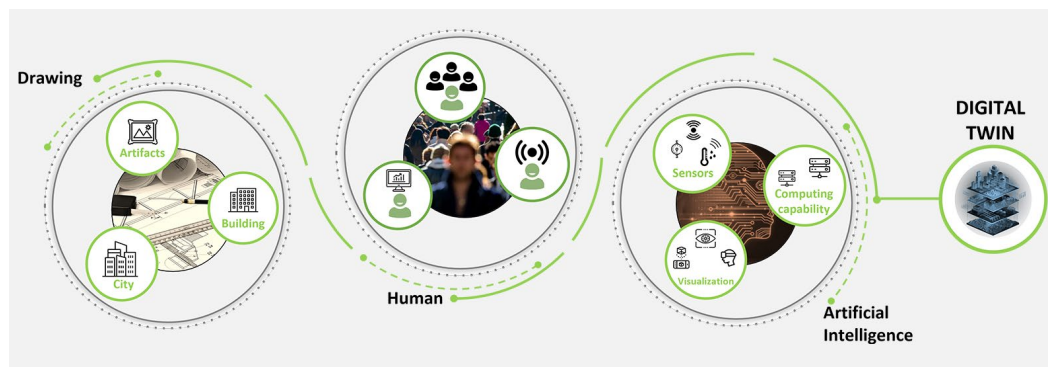 Drawing
Artifacts
Building
City
Human
Sensors
Computing
capability
Visualization
Artificial
Intelligence
DIGITAL
TWIN